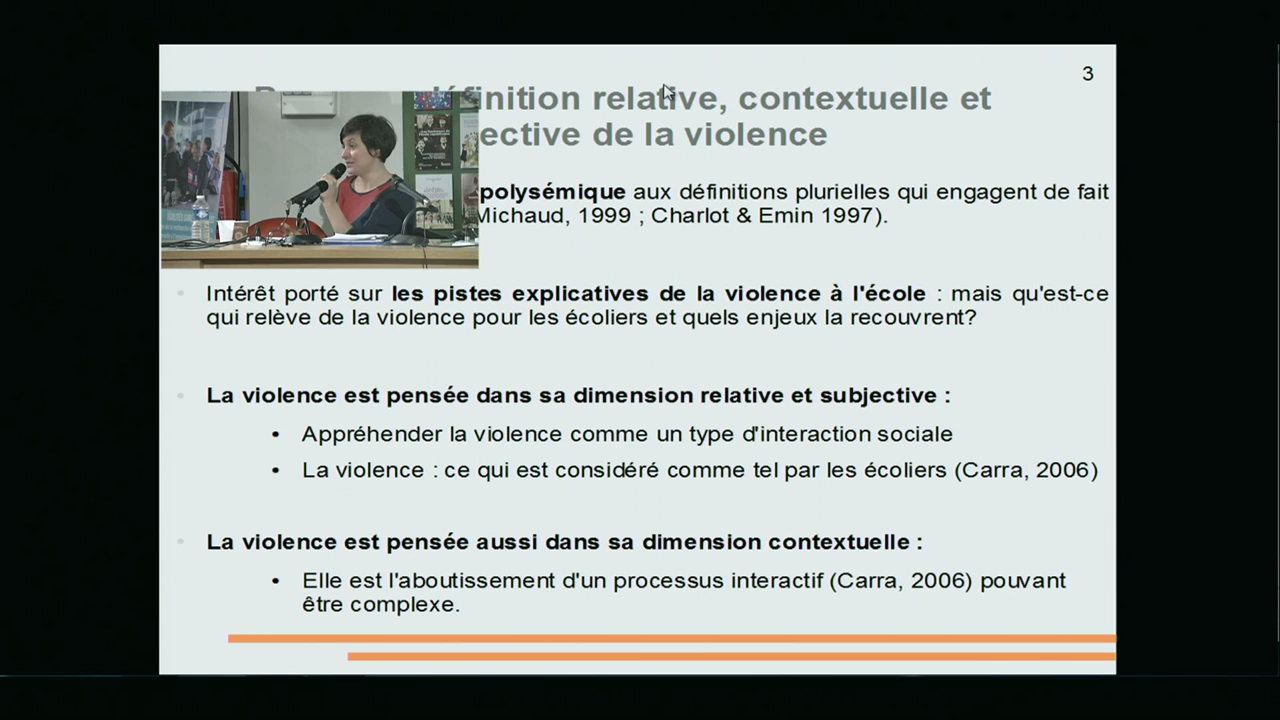 3
définition relative, contextuelle et
de la violence
polysémique aux définitions plurielles qui engagent de fait
Michaud, 1999 ; Charlot & Emin 1997).
Intérêt porté sur les pistes explicatives de la violence à l'école : mais qu'est-ce
qui relève de la violence pour les écoliers et quels enjeux la recouvrent?
La violence est pensée dans sa dimension relative et subjective :
• Appréhender la violence comme un type d'interaction sociale
• La violence : ce qui est considéré comme tel par les écoliers (Carra, 2006)
La violence est pensée aussi dans sa dimension contextuelle :
• Elle est l'aboutissement d'un processus interactif (Carra, 2006) pouvant
être complexe.